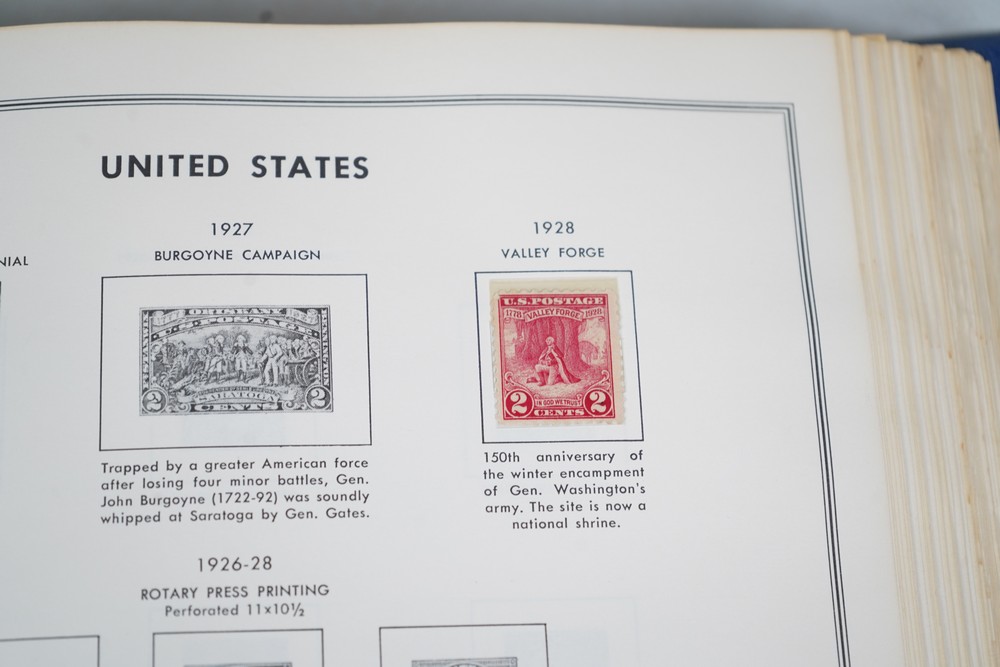 UNITED STATES
NIAL
1927
BURGOYNE CAMPAIGN
U·S·POSTAGE
SARATOGA
2 CENTS 2
Trapped by a greater American force
after losing four minor battles, Gen.
John Burgoyne (1722-92) was soundly
whipped at Saratoga by Gen. Gates.
1928
VALLEY FORGE
U.S.POSTAGE
1778 VALLEY FORGE 1928
IN GOD WE TRUST
2 CENTS 2
150th anniversary of
the winter encampment
of Gen. Washington's
army. The site is now a
national shrine.
1926-28
ROTARY PRESS PRINTING
Perforated 11x10½